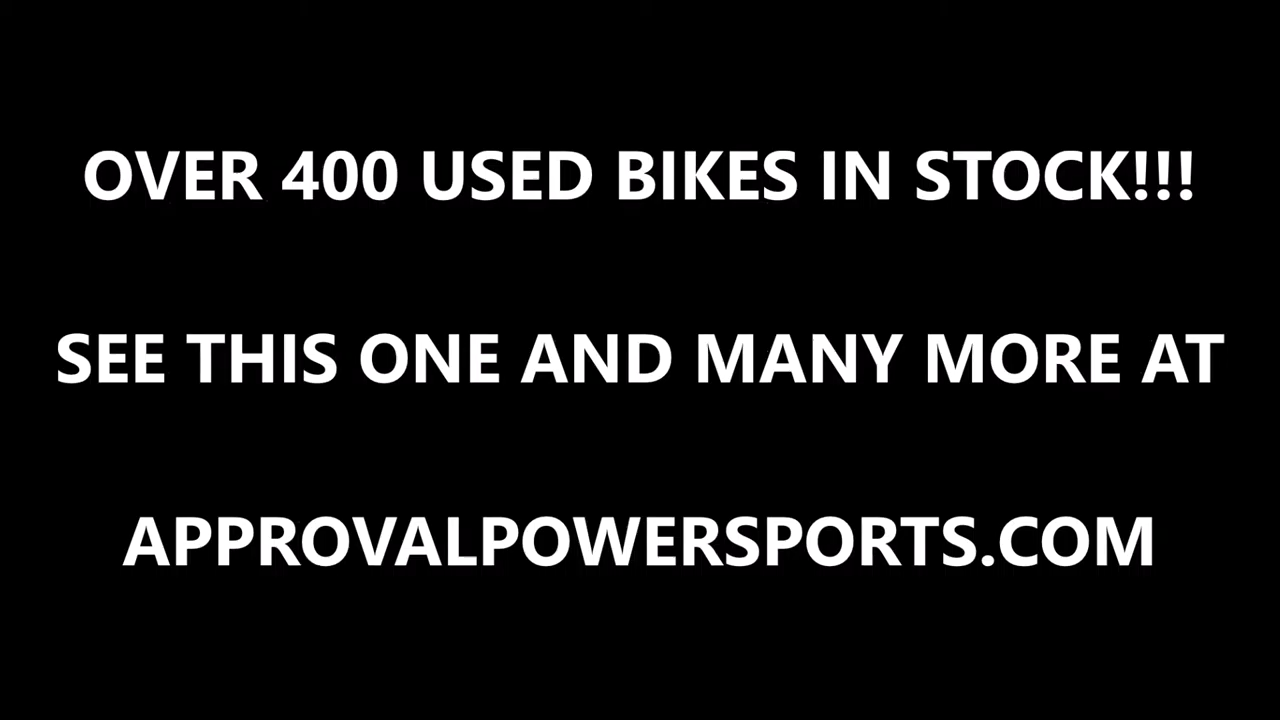 OVER 400 USED BIKES IN STOCK!!!
SEE THIS ONE AND MANY MORE AT
APPROVALPOWERSPORTS.COM